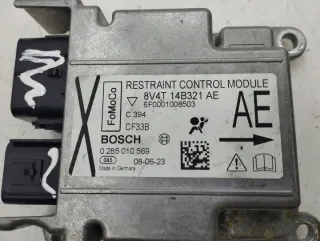 RESTRAINT CONTROL MODULE
FoMoCo
8V4T 14B321 AE
6F0001008503
C 394
CF33B
AE
BOSCH
0 285 010 569
085
08-06-23
Made in Germany